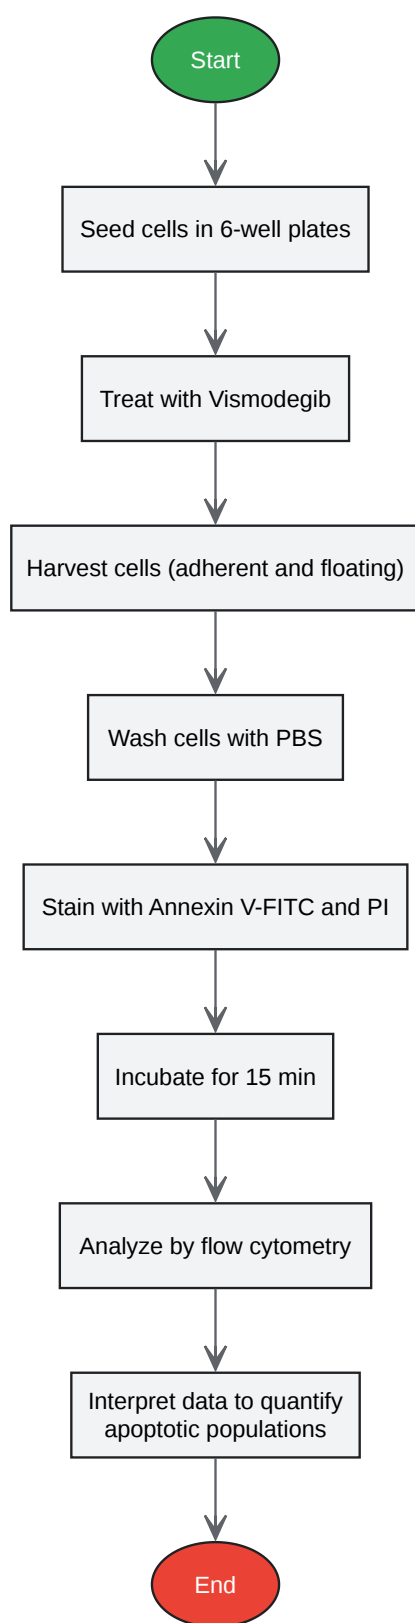 Start
Seed cells in 6-well plates
Treat with Vismodegib
Harvest cells (adherent and floating)
Wash cells with PBS
Stain with Annexin V-FITC and PI
Incubate for 15 min
Analyze by flow cytometry
Interpret data to quantify
apoptotic populations
End